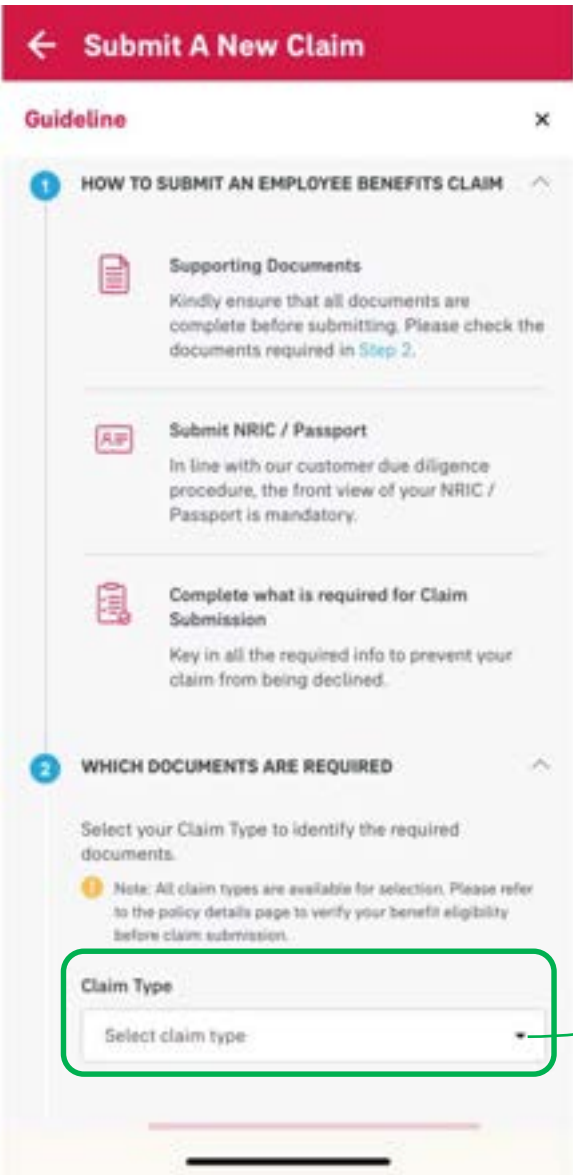 Submit A New Claim
Guideline
1 HOW TO SUBMIT AN EMPLOYEE BENEFITS CLAIM
Supporting Documents
Kindly ensure that all documents are
complete before submitting. Please check the
documents required in Step 2.
Submit NRIC / Passport
In line with our customer due diligence
procedure, the front view of your NRIC /
Passport is mandatory.
Complete what is required for Claim
Submission
Key in all the required info to prevent your
claim from being declined.
2 WHICH DOCUMENTS ARE REQUIRED
Select your Claim Type to identify the required
documents.
Note: All claim types are available for selection. Please refer
to the policy details page to verify your benefit eligibility
before claim submission.
Claim Type
Select claim type